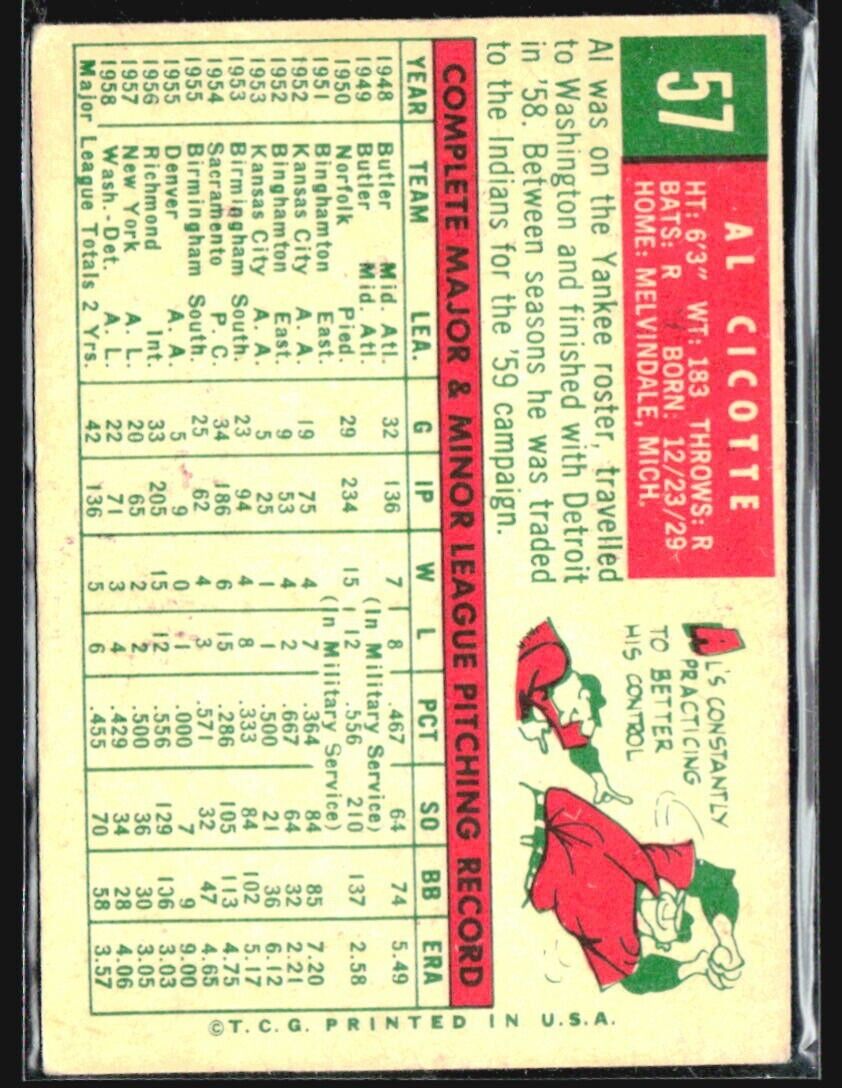 57
AL CICOTTE
HT: 6'3" WT: 183 THROWS: R
BATS: R BORN: 12/23/29
HOME: MELVINDALE, MICH.
Al was on the Yankee roster, travelled
to Washington and finished with Detroit
in '58. Between seasons he was traded
to the Indians for the '59 campaign.
AL'S CONSTANTLY
PRACTICING
TO BETTER
HIS CONTROL
COMPLETE MAJOR & MINOR LEAGUE PITCHING RECORD
YEAR TEAM LEA. G IP W L PCT SO BB ERA
1948 Butler Mid. Atl. 32 136 7 8 .467 64 74 5.49
1949 Butler Mid. Atl. (In Military Service)
1950 Norfolk Pied. 29 234 15 12 .556 210 137 2.58
1951 Binghamton East. (In Military Service)
1952 Kansas City A. A. 19 75 4 7 .364 84 85 7.20
1952 Binghamton East. 9 53 4 2 .667 64 32 2.21
1953 Kansas City A. A. 5 25 1 1 .500 21 36 6.12
1953 Birmingham South. 23 94 4 8 .333 84 102 5.17
1954 Sacramento P. C. 34 186 6 15 .286 105 113 4.75
1955 Birmingham South. 25 62 4 3 .571 32 47 4.65
1955 Denver A. A. 5 9 0 1 .000 7 9 9.00
1956 Richmond Int. 33 205 15 12 .556 129 106 3.03
1957 New York A. L. 20 65 2 2 .500 36 30 3.05
1958 Wash.-Det. A. L. 22 71 3 4 .429 34 28 4.06
Major League Totals 2 Yrs. 42 136 5 6 .455 70 58 3.57
©T.C.G. PRINTED IN U.S.A.